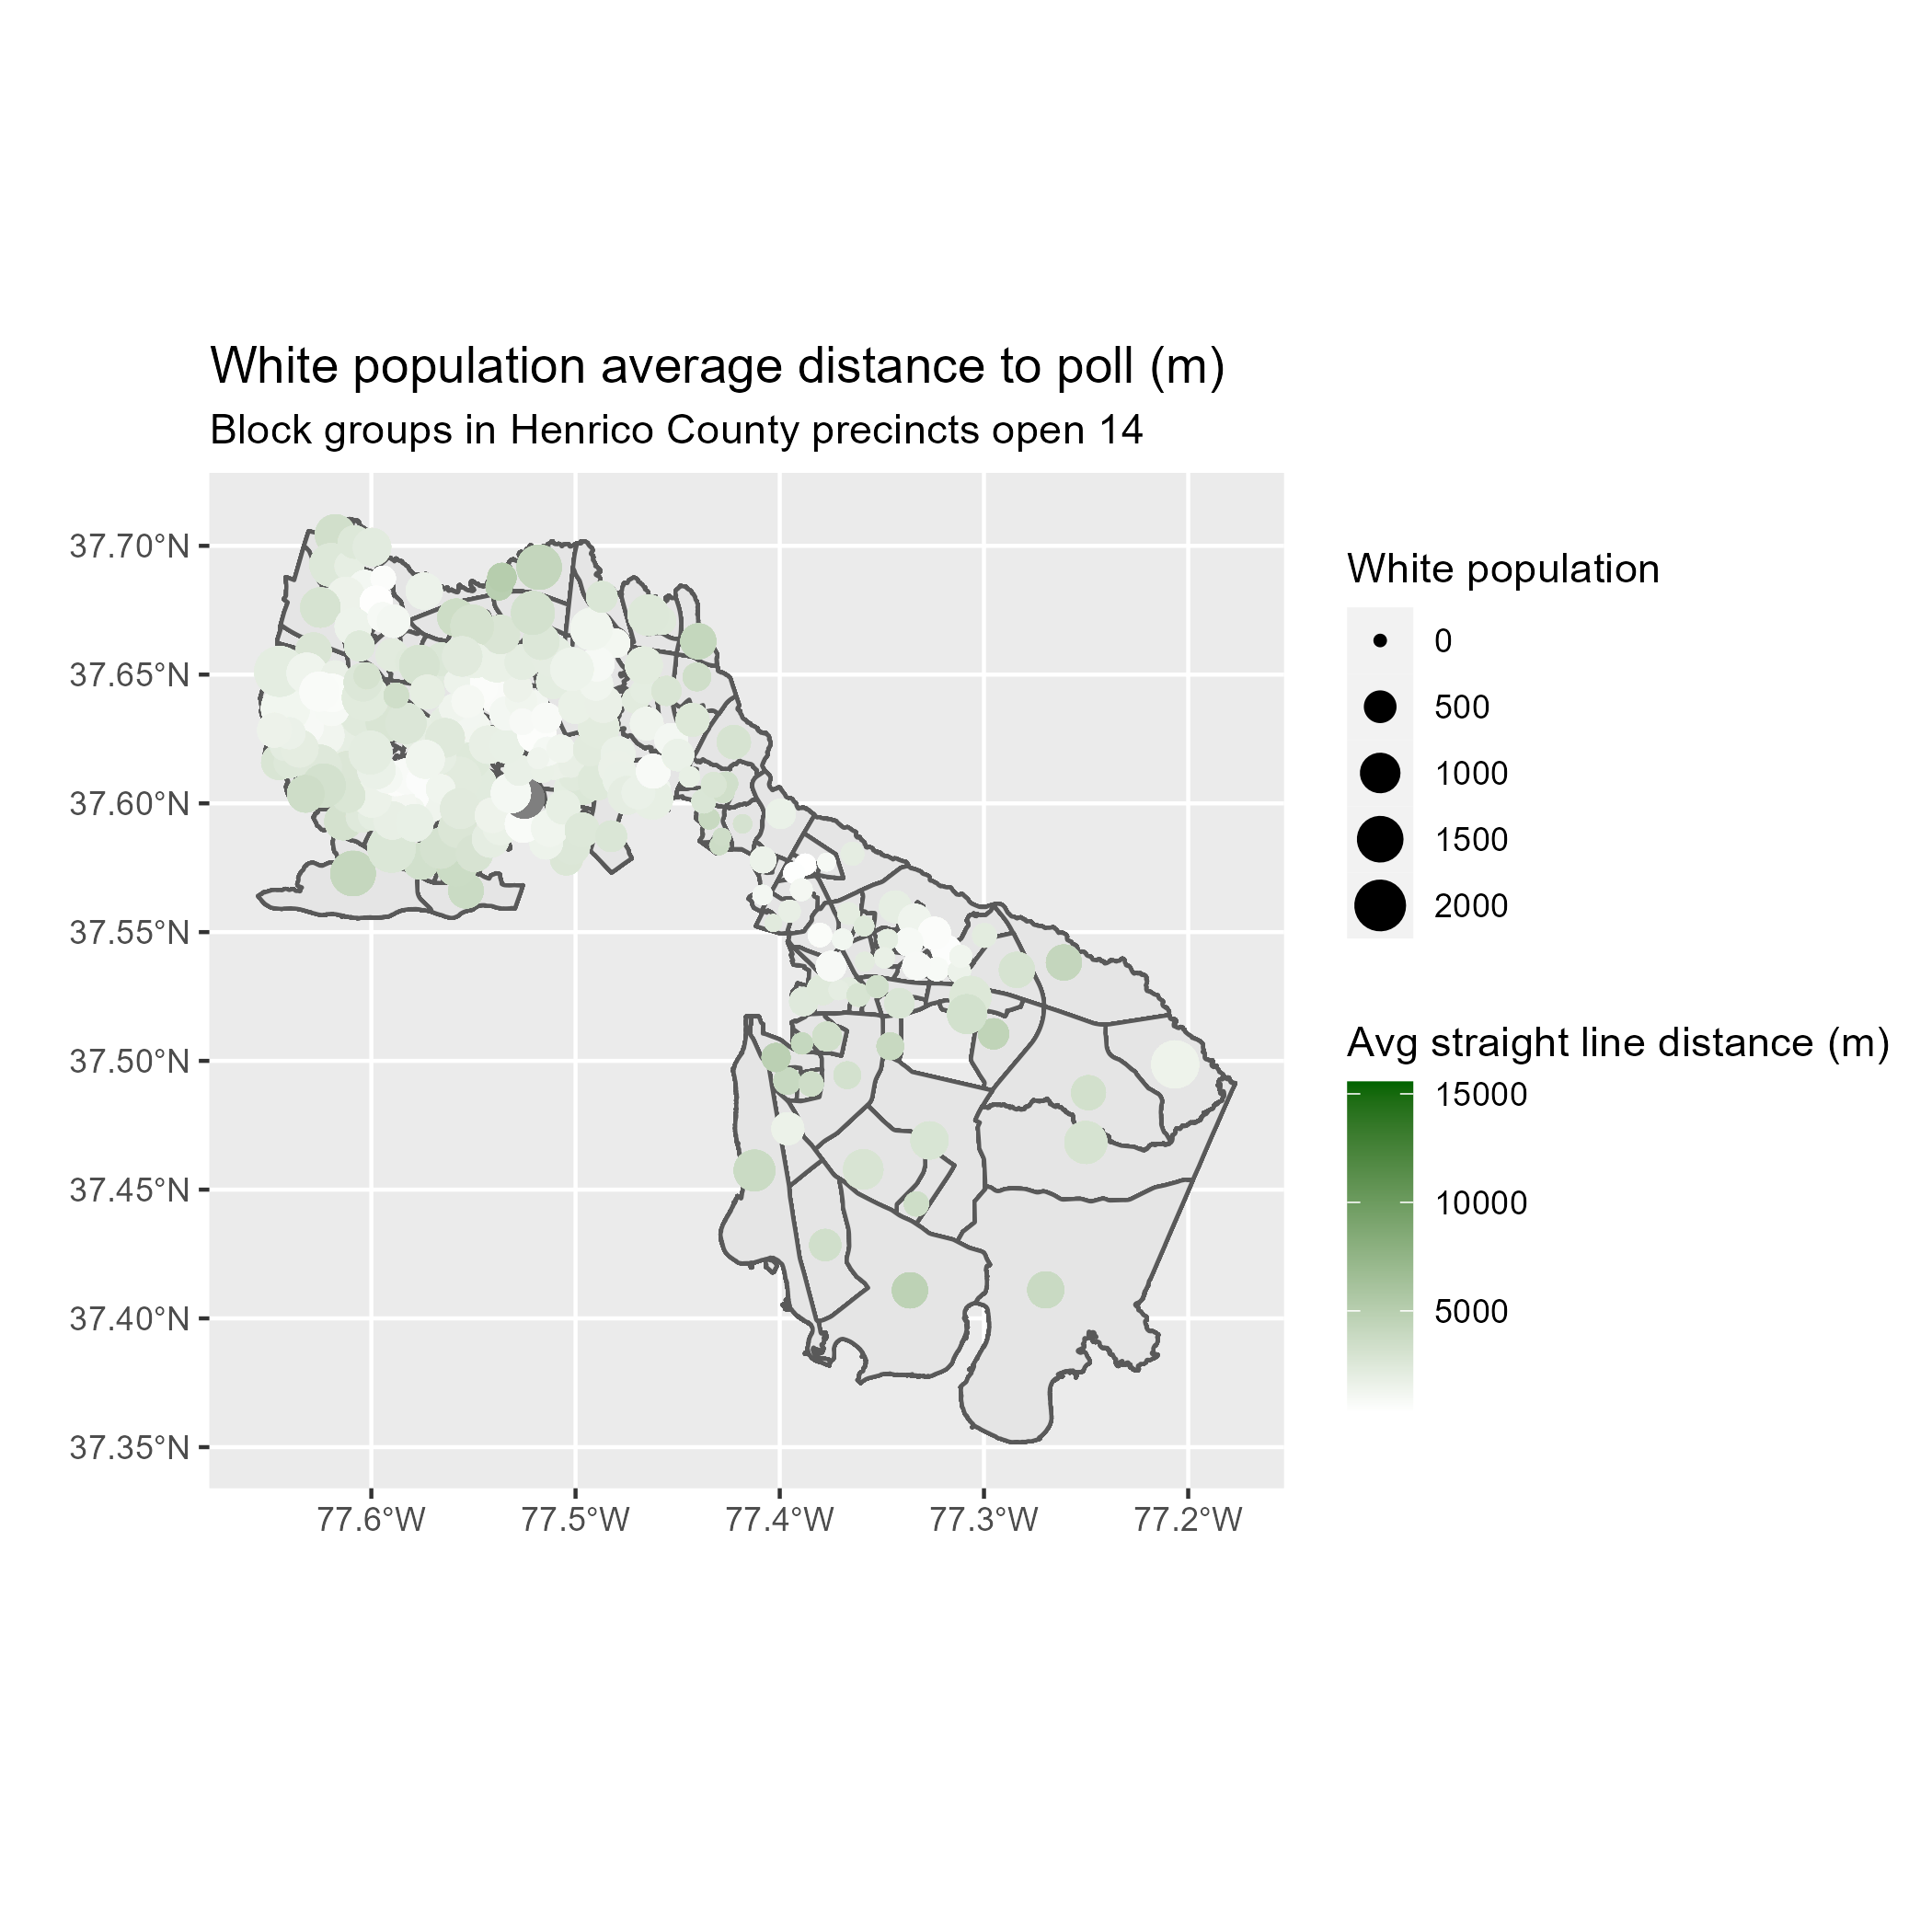 White population average distance to poll (m)
Block groups in Henrico County precincts open 14
37.70°N
37.65°N
37.60°N
37.55°N
37.50°N
37.45°N
37.40°N
37.35°N
77.6°W
77.5°W
77.4°W
77.3°W
77.2°W
White population
0
500
1000
1500
2000
Avg straight line distance (m)
15000
10000
5000